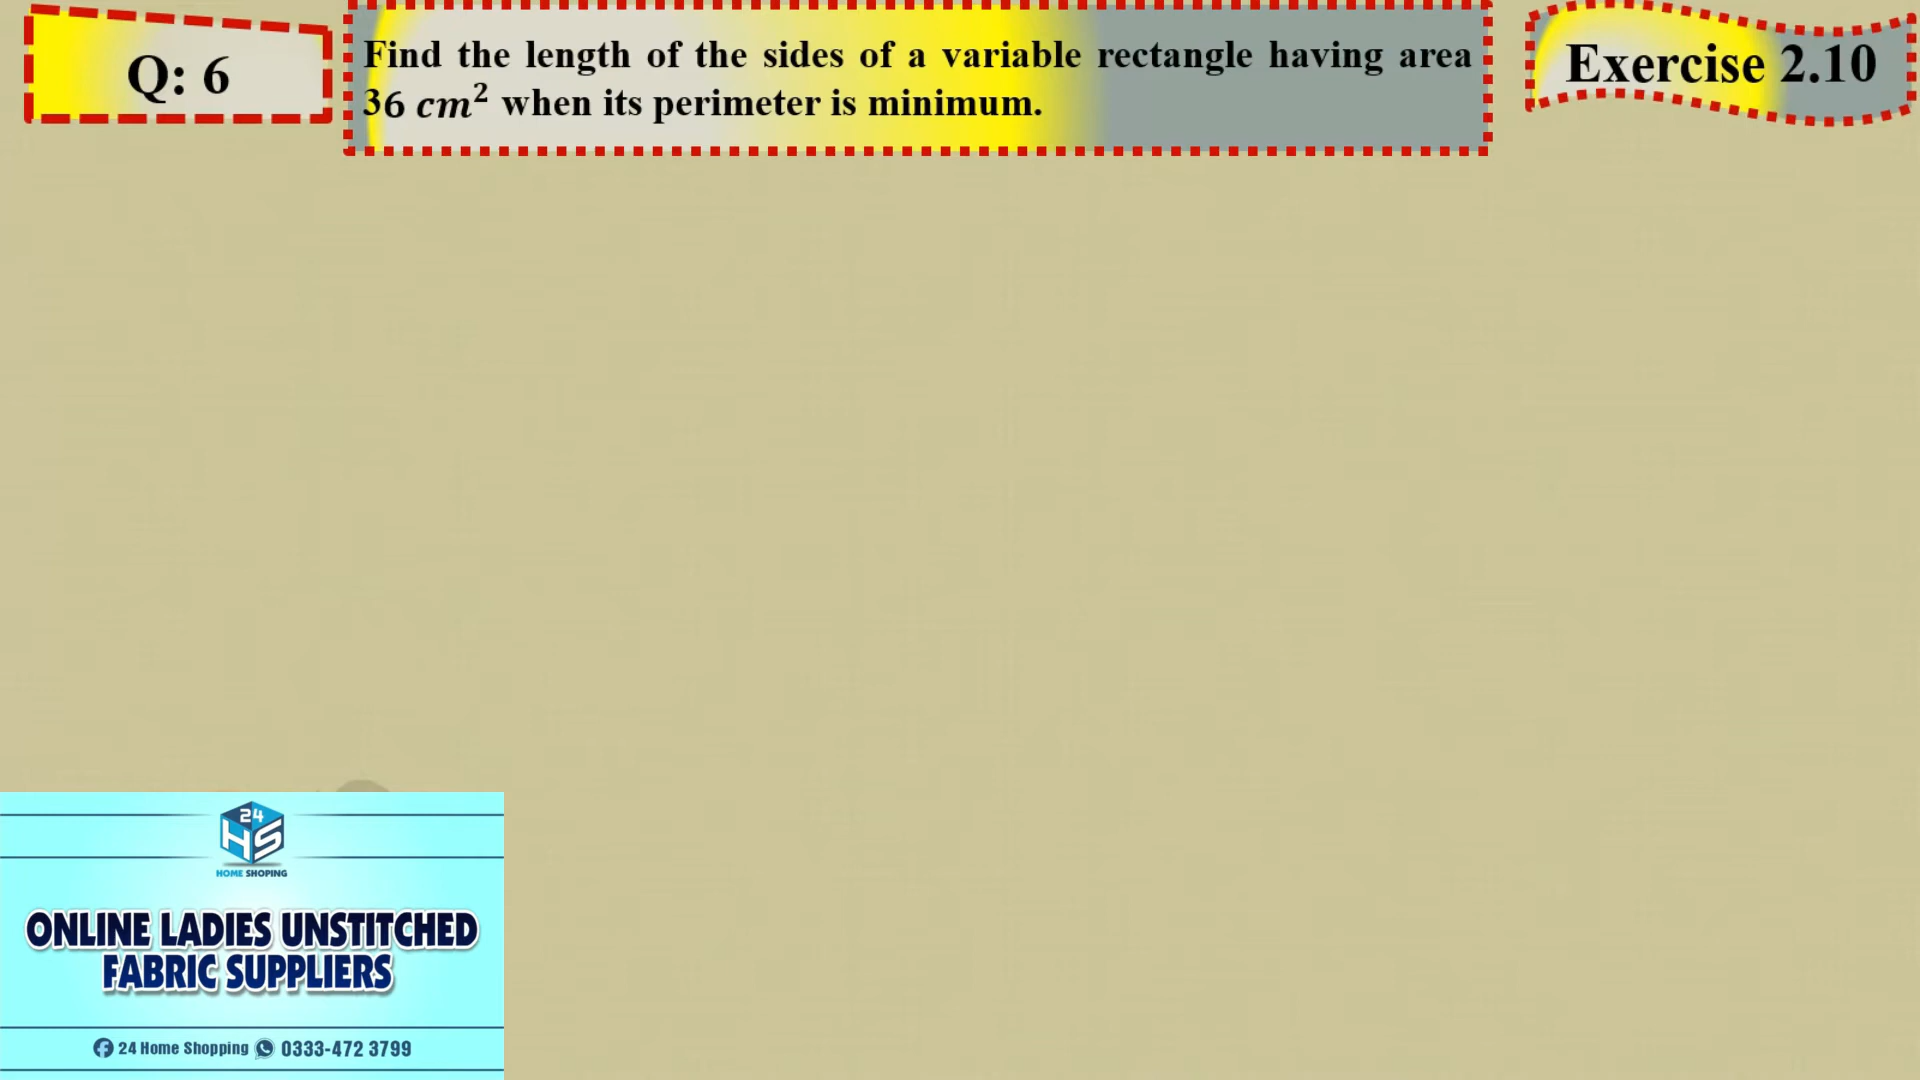 Q: 6
Find the length of the sides of a variable rectangle having area
36 cm² when its perimeter is minimum.
Exercise 2.10
24
HS
HOME SHOPING
ONLINE LADIES UNSTITCHED
FABRIC SUPPLIERS
24 Home Shopping 0333-472 3799